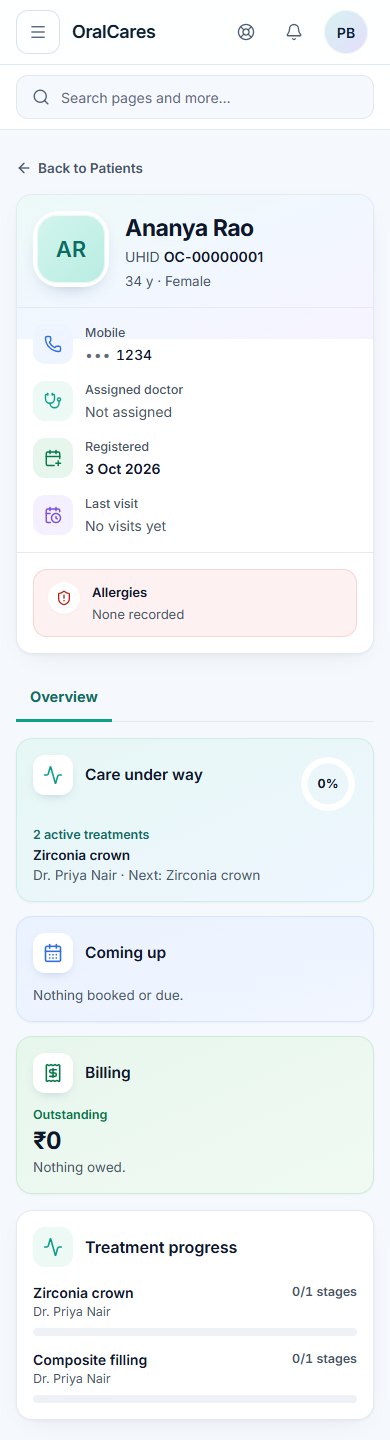 OralCares
PB
Search pages and more...
Back to Patients
AR
Ananya Rao
UHID OC-00000001
34 y · Female
Mobile
••• 1234
Assigned doctor
Not assigned
Registered
3 Oct 2026
Last visit
No visits yet
Allergies
None recorded
Overview
Care under way
0%
2 active treatments
Zirconia crown
Dr. Priya Nair · Next: Zirconia crown
Coming up
Nothing booked or due.
Billing
Outstanding
₹0
Nothing owed.
Treatment progress
Zirconia crown 0/1 stages
Dr. Priya Nair
Composite filling 0/1 stages
Dr. Priya Nair